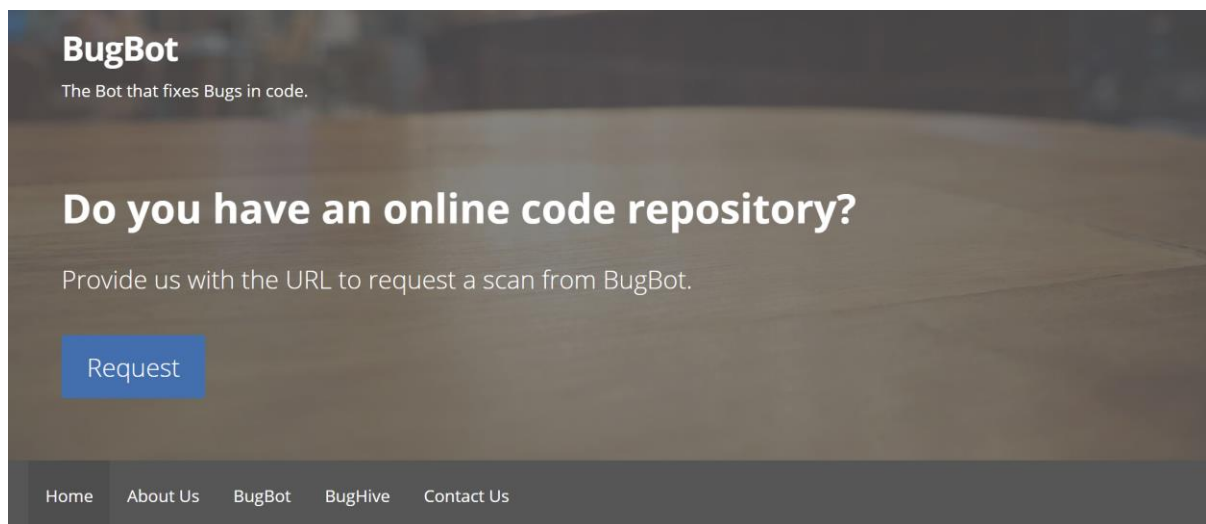 BugBot
The Bot that fixes Bugs in code.
Do you have an online code repository?
Provide us with the URL to request a scan from BugBot.
Request
Home About Us BugBot BugHive Contact Us